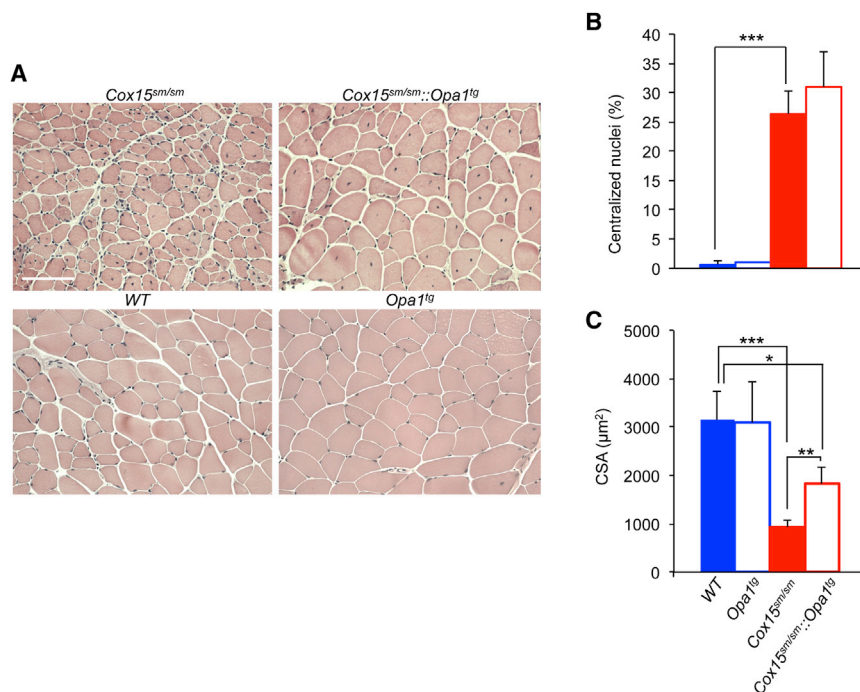 A
Cox15sm/sm
Cox15sm/sm::Opa1tg
WT
Opa1tg
B
Centralized nuclei (%)
40
35
30
25
20
15
10
5
0
***
C
CSA (µm2)
5000
4000
3000
2000
1000
0
***
*
**
WT
Opa1tg
Cox15sm/sm
Cox15sm/sm::Opa1tg